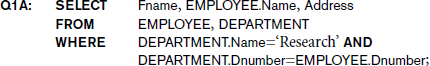 Q1A: SELECT Fname, EMPLOYEE.Name, Address
FROM EMPLOYEE, DEPARTMENT
WHERE DEPARTMENT.Name=‘Research’ AND
DEPARTMENT.Dnumber=EMPLOYEE.Dnumber;